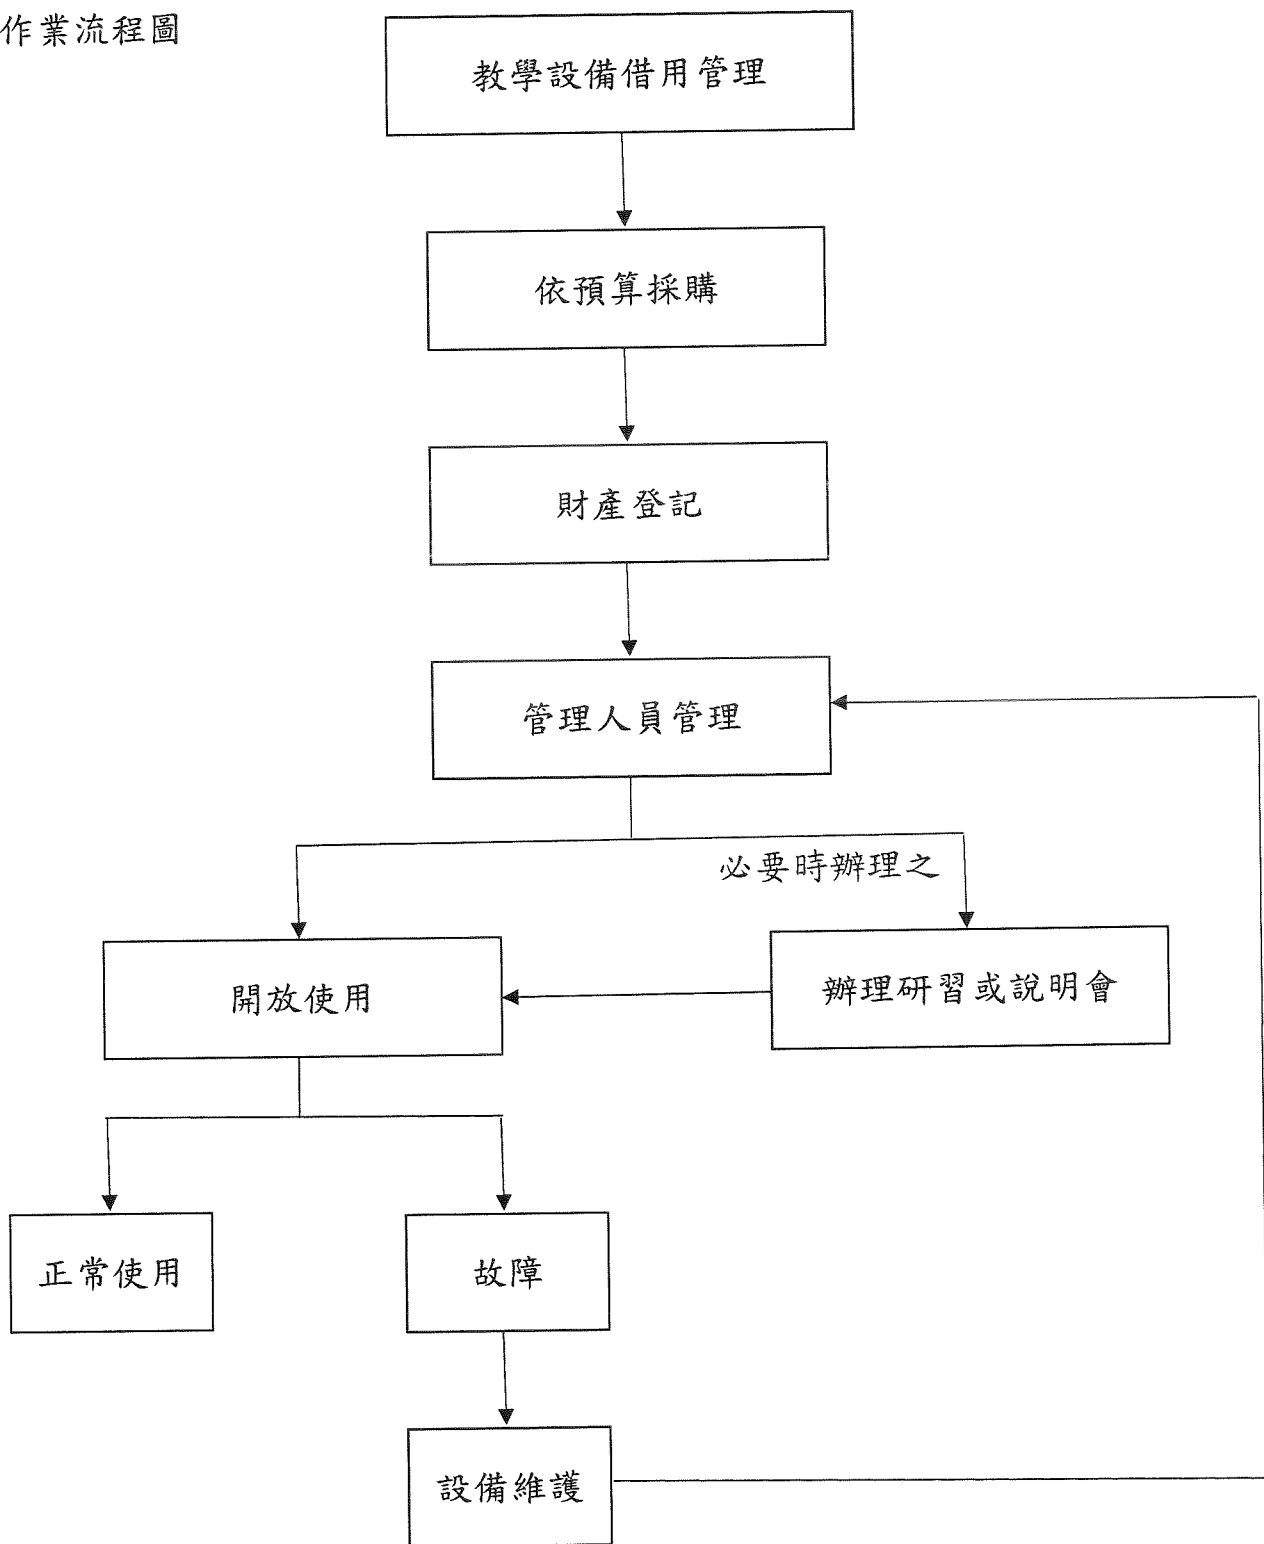 作業流程圖
教學設備借用管理
依預算採購
財產登記
管理人員管理
必要時辦理之
開放使用
辦理研習或說明會
正常使用
故障
設備維護